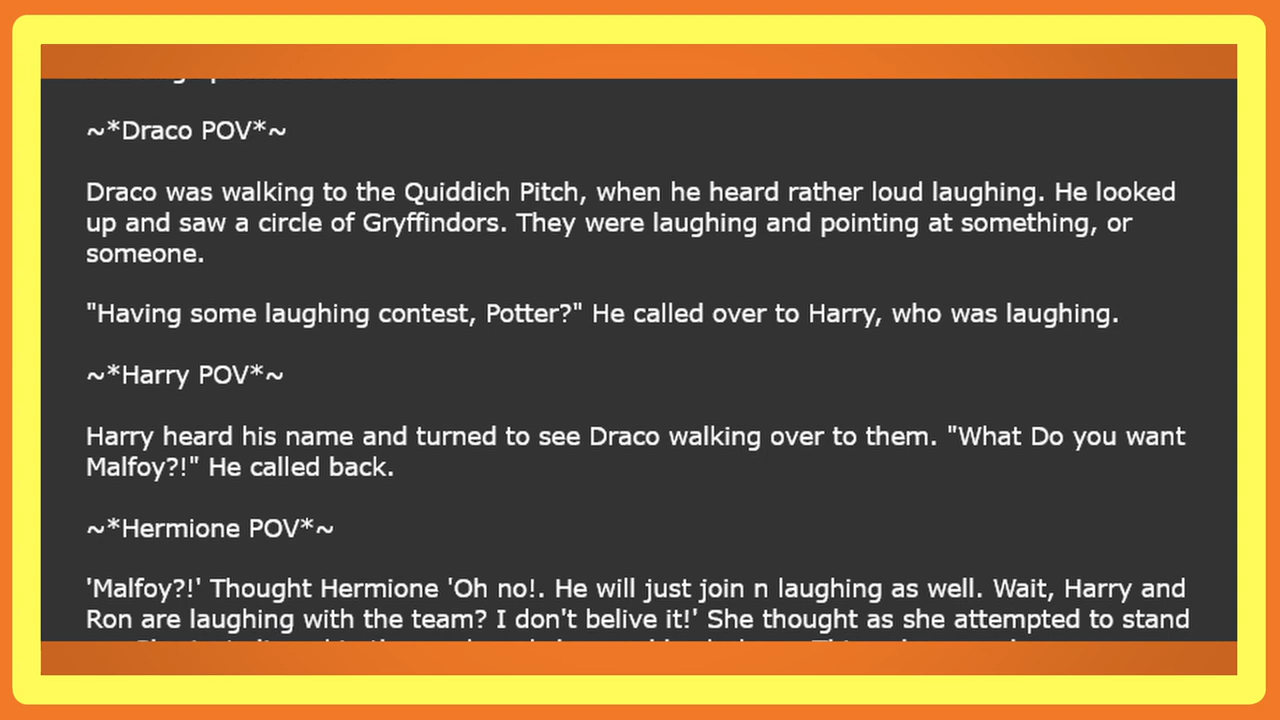 ~*Draco POV*~
Draco was walking to the Quiddich Pitch, when he heard rather loud laughing. He looked
up and saw a circle of Gryffindors. They were laughing and pointing at something, or
someone.
"Having some laughing contest, Potter?" He called over to Harry, who was laughing.
~*Harry POV*~
Harry heard his name and turned to see Draco walking over to them. "What Do you want
Malfoy?!" He called back.
~*Hermione POV*~
'Malfoy?!' Thought Hermione 'Oh no!. He will just join n laughing as well. Wait, Harry and
Ron are laughing with the team? I don't belive it!' She thought as she attempted to stand